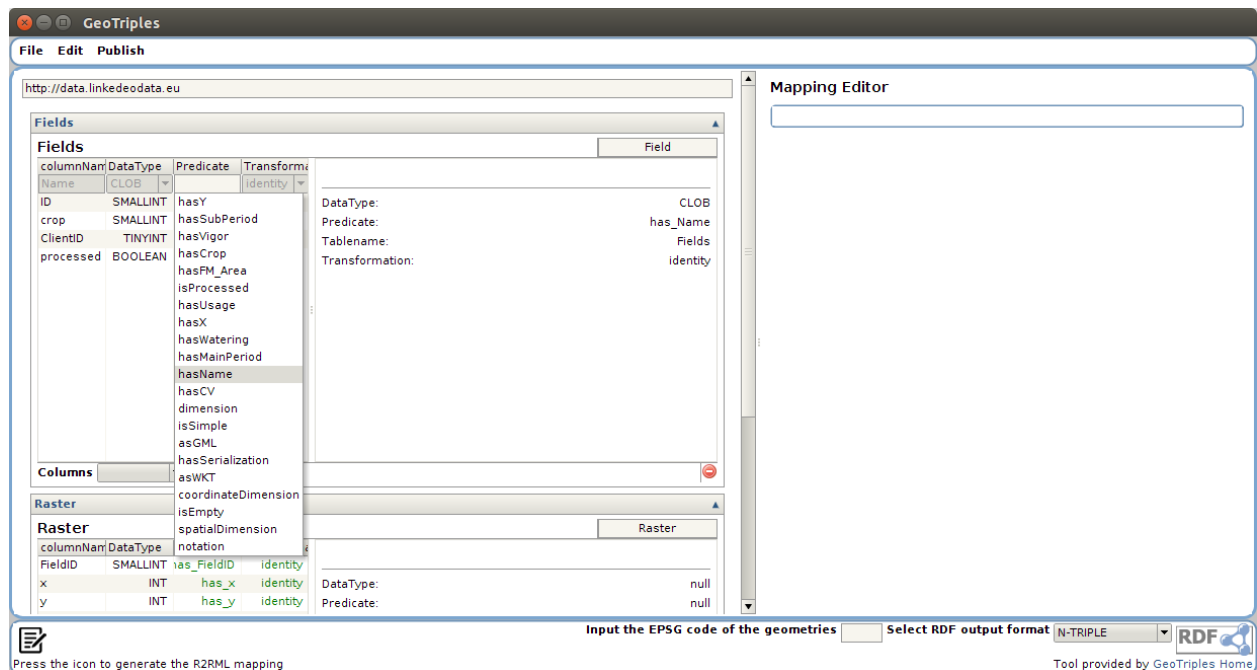 GeoTriples
File Edit Publish
http://data.linkedeodata.eu
Mapping Editor
Fields
Fields
Field
columnNam DataType Predicate Transforma
Name CLOB identity
ID SMALLINT
crop SMALLINT
ClientID TINYINT
processed BOOLEAN
hasY
hasSubPeriod
hasVigor
hasCrop
hasFM_Area
isProcessed
hasUsage
hasX
hasWatering
hasMainPeriod
hasName
hasCV
dimension
isSimple
asGML
hasSerialization
asWKT
coordinateDimension
isEmpty
spatialDimension
notation
DataType: CLOB
Predicate: has_Name
Tablename: Fields
Transformation: identity
Columns
Raster
Raster
Raster
columnNam DataType
FieldID SMALLINT has_FieldID identity
x INT has_x identity
y INT has_y identity
DataType: null
Predicate: null
Input the EPSG code of the geometries Select RDF output format N-TRIPLE RDF
Press the icon to generate the R2RML mapping
Tool provided by GeoTriples Home